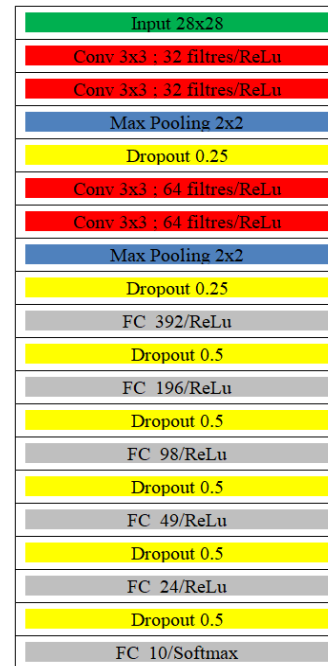 Input 28x28
Conv 3x3 ; 32 filtres/ReLu
Conv 3x3 ; 32 filtres/ReLu
Max Pooling 2x2
Dropout 0.25
Conv 3x3 ; 64 filtres/ReLu
Conv 3x3 ; 64 filtres/ReLu
Max Pooling 2x2
Dropout 0.25
FC 392/ReLu
Dropout 0.5
FC 196/ReLu
Dropout 0.5
FC 98/ReLu
Dropout 0.5
FC 49/ReLu
Dropout 0.5
FC 24/ReLu
Dropout 0.5
FC 10/Softmax